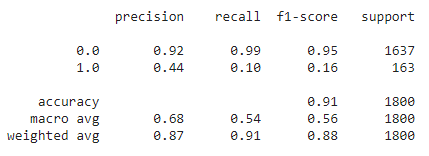 precision recall f1-score support
0.0 0.92 0.99 0.95 1637
1.0 0.44 0.10 0.16 163
accuracy 0.91 1800
macro avg 0.68 0.54 0.56 1800
weighted avg 0.87 0.91 0.88 1800